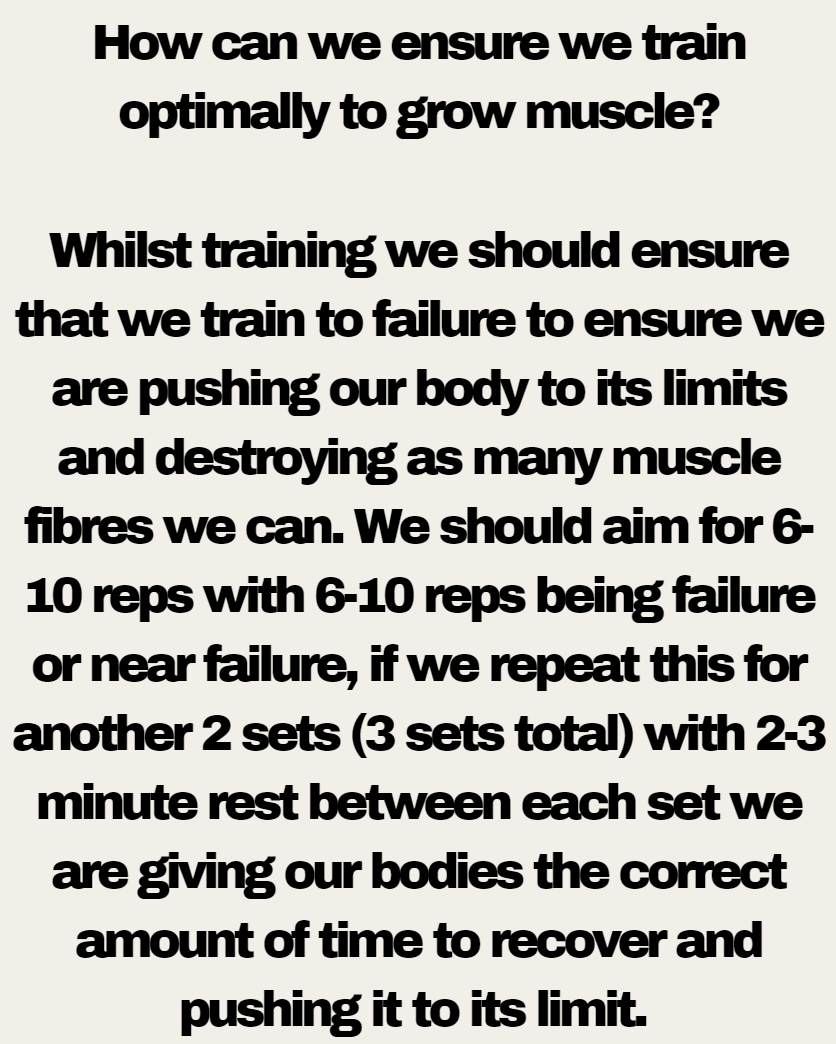 How can we ensure we train
optimally to grow muscle?
Whilst training we should ensure
that we train to failure to ensure we
are pushing our body to its limits
and destroying as many muscle
fibres we can. We should aim for 6-
10 reps with 6-10 reps being failure
or near failure, if we repeat this for
another 2 sets (3 sets total) with 2-3
minute rest between each set we
are giving our bodies the correct
amount of time to recover and
pushing it to its limit.